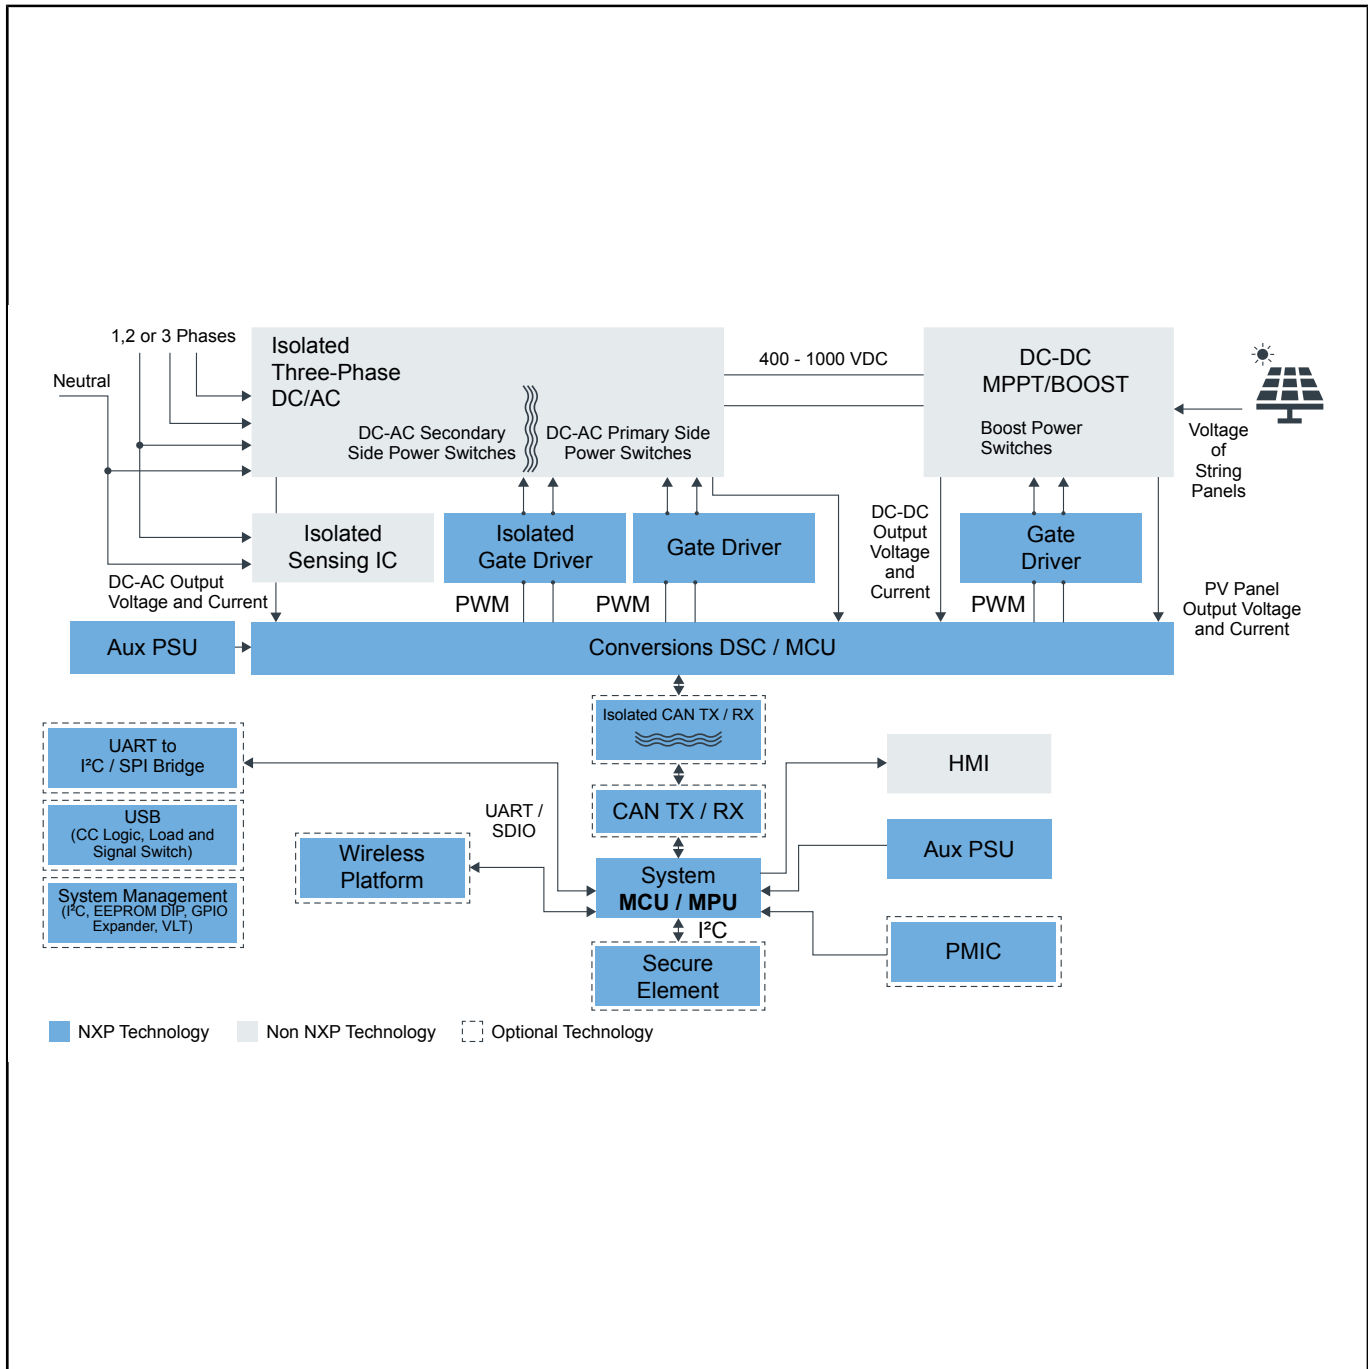 1,2 or 3 Phases
Neutral
Isolated
Three-Phase
DC/AC
DC-AC Secondary
Side Power Switches
DC-AC Primary Side
Power Switches
400 - 1000 VDC
DC-DC
MPPT/BOOST
Boost Power
Switches
Voltage
of
String
Panels
Isolated
Sensing IC
Isolated
Gate Driver
Gate Driver
DC-DC
Output
Voltage
and
Current
Gate
Driver
DC-AC Output
Voltage and Current
PWM
PWM
PWM
PV Panel
Output Voltage
and Current
Aux PSU
Conversions DSC / MCU
Isolated CAN TX / RX
UART to
I²C / SPI Bridge
HMI
USB
(CC Logic, Load and
Signal Switch)
UART /
SDIO
CAN TX / RX
Aux PSU
Wireless
Platform
System
MCU / MPU
System Management
(I²C, EEPROM DIP, GPIO
Expander, VLT)
I²C
PMIC
Secure
Element
NXP Technology
Non NXP Technology
Optional Technology